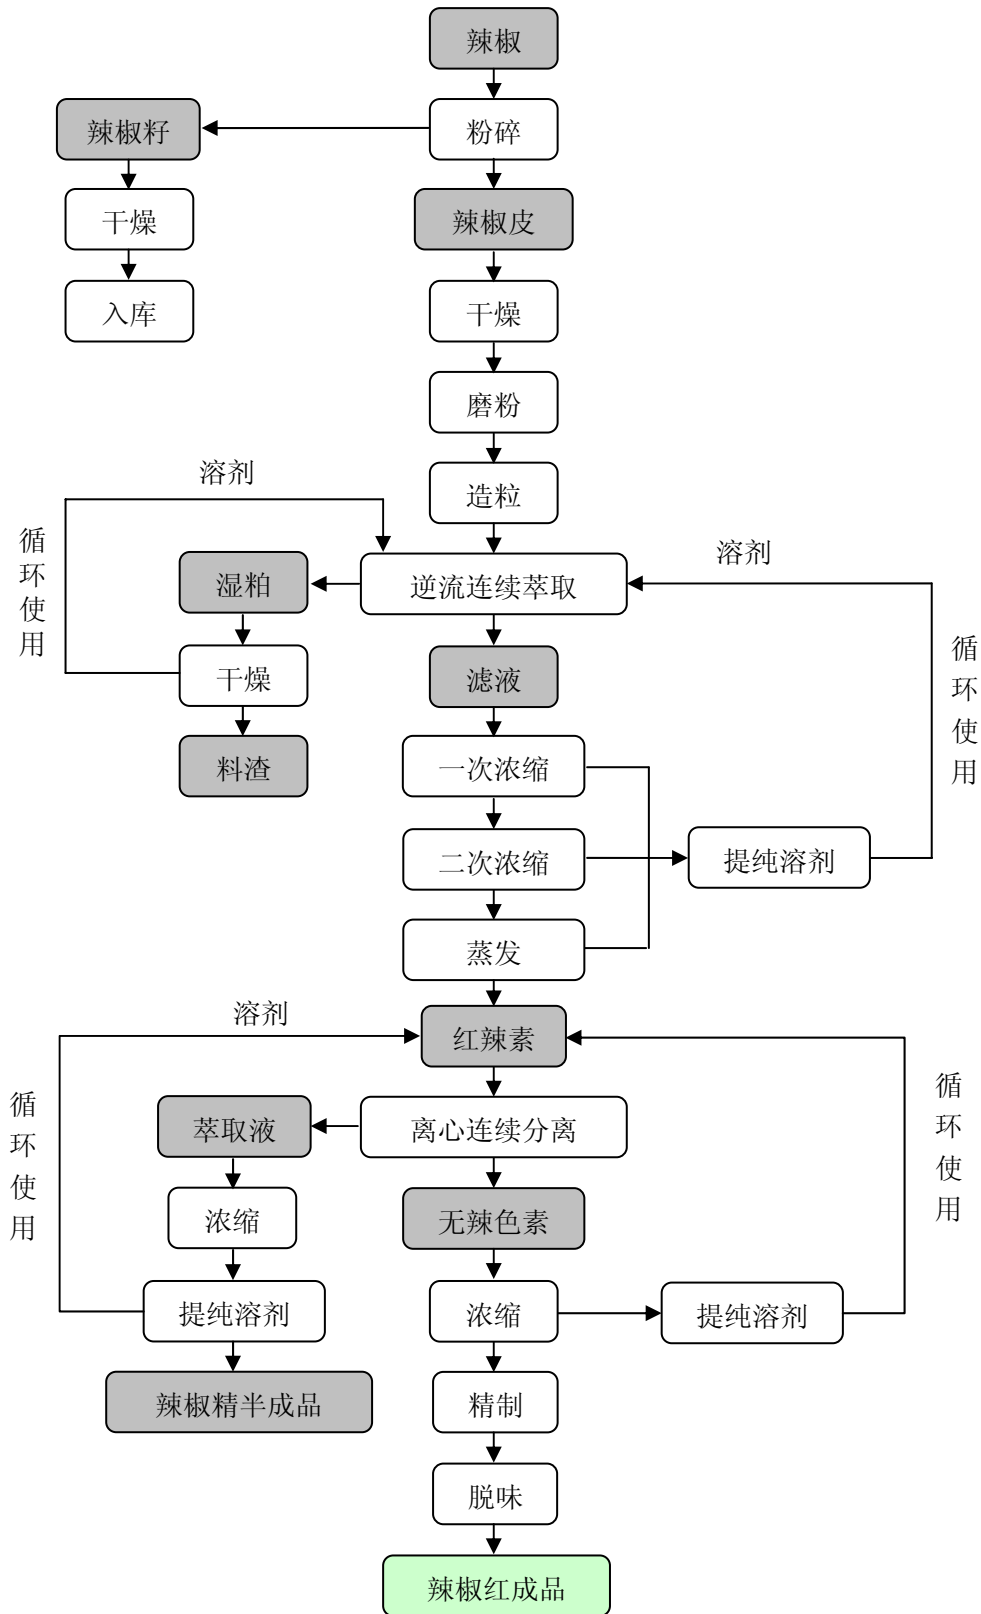 辣椒
辣椒籽
粉碎
干燥
辣椒皮
入库
干燥
磨粉
溶剂
造粒
循环使用
溶剂
湿粕
逆流连续萃取
循环使用
干燥
滤液
料渣
一次浓缩
二次浓缩
提纯溶剂
蒸发
溶剂
红辣素
循环使用
循环使用
萃取液
离心连续分离
浓缩
无辣色素
提纯溶剂
浓缩
提纯溶剂
辣椒精半成品
精制
脱味
辣椒红成品